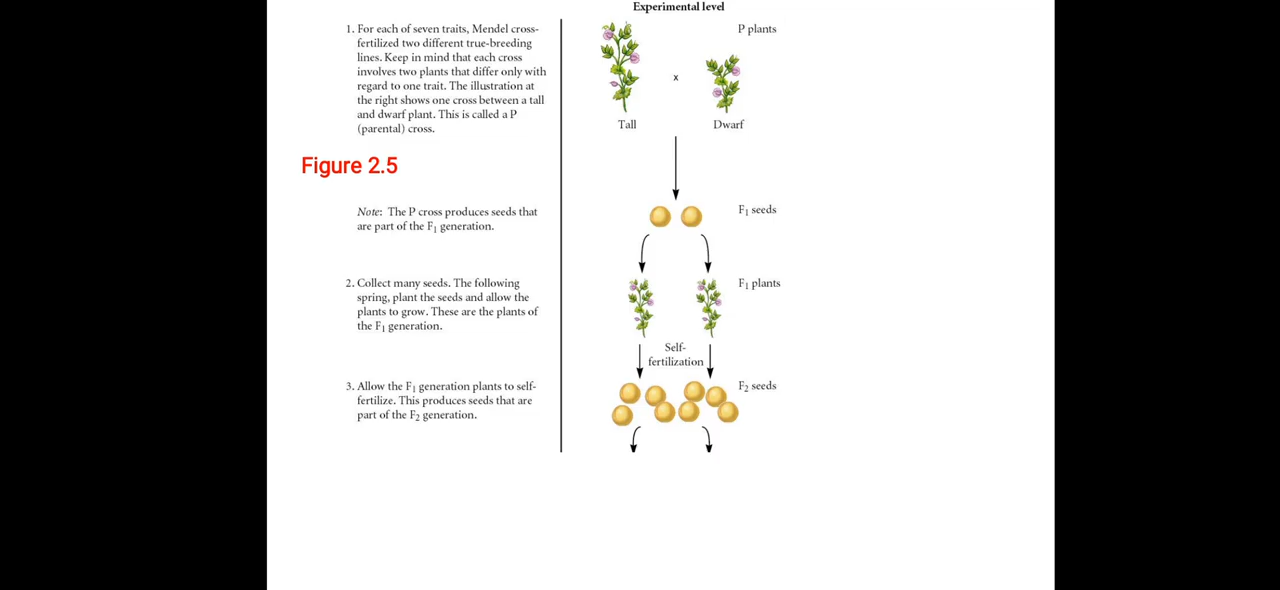 Experimental level
1. For each of seven traits, Mendel cross-
fertilized two different true-breeding
lines. Keep in mind that each cross
involves two plants that differ only with
regard to one trait. The illustration at
the right shows one cross between a tall
and dwarf plant. This is called a P
(parental) cross.
P plants
x
Tall
Dwarf
Figure 2.5
Note: The P cross produces seeds that
are part of the F1 generation.
F1 seeds
2. Collect many seeds. The following
spring, plant the seeds and allow the
plants to grow. These are the plants of
the F1 generation.
F1 plants
Self-
fertilization
3. Allow the F1 generation plants to self-
fertilize. This produces seeds that are
part of the F2 generation.
F2 seeds